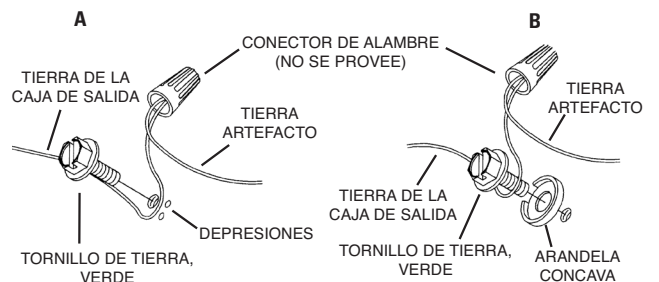 A
B
CONECTOR DE ALAMBRE
(NO SE PROVEE)
TIERRA DE LA
CAJA DE SALIDA
TIERRA
ARTEFACTO
DEPRESIONES
TORNILLO DE TIERRA,
VERDE
TIERRA
ARTEFACTO
TIERRA DE LA
CAJA DE SALIDA
TORNILLO DE TIERRA,
VERDE
ARANDELA
CONCAVA